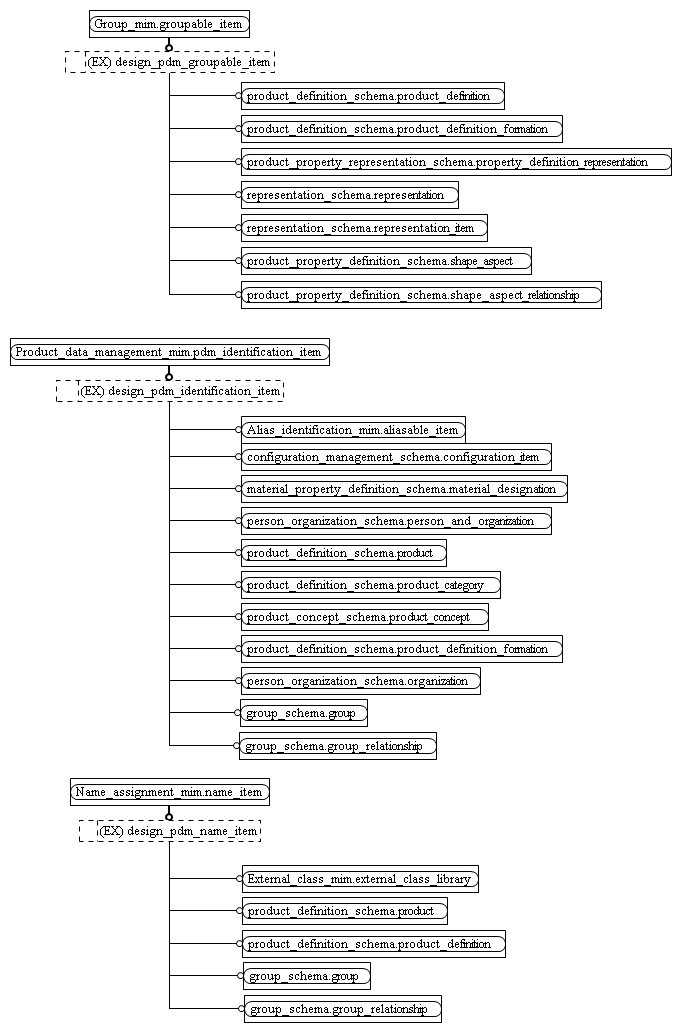 Group_mim.groupable_item
(EX) design_pdm_groupable_item
product_definition_schema.product_definition
product_definition_schema.product_definition_formation
product_property_representation_schema.property_definition_representation
representation_schema.representation
representation_schema.representation_item
product_property_definition_schema.shape_aspect
product_property_definition_schema.shape_aspect_relationship
Product_data_management_mim.pdm_identification_item
(EX) design_pdm_identification_item
Alias_identification_mim.aliasable_item
configuration_management_schema.configuration_item
material_property_definition_schema.material_designation
person_organization_schema.person_and_organization
product_definition_schema.product
product_definition_schema.product_category
product_concept_schema.product_concept
product_definition_schema.product_definition_formation
person_organization_schema.organization
group_schema.group
group_schema.group_relationship
Name_assignment_mim.name_item
(EX) design_pdm_name_item
External_class_mim.external_class_library
product_definition_schema.product
product_definition_schema.product_definition
group_schema.group
group_schema.group_relationship